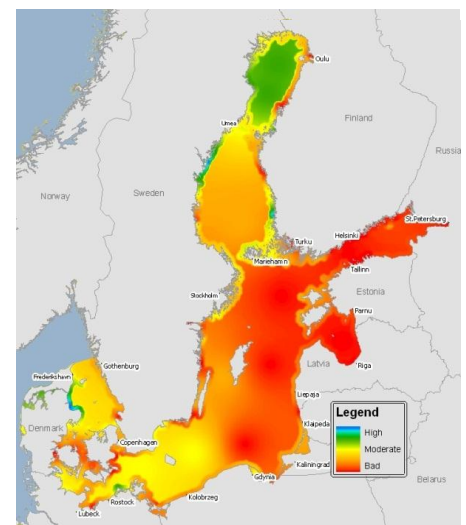 Oulu
Umea
Finland
Norway
Sweden
Russia
St.Petersburg
Helsinki
Turku
Mariehamn
Tallinn
Stockholm
Estonia
Parnu
Gothenburg
Frederikshavn
Latvia
Riga
Liepaja
Legend
High
Moderate
Bad
Denmark
Klaipeda
Copenhagen
Kaliningrad
Gdynia
Belarus
Rostock
Kolobrzeg
Lubeck